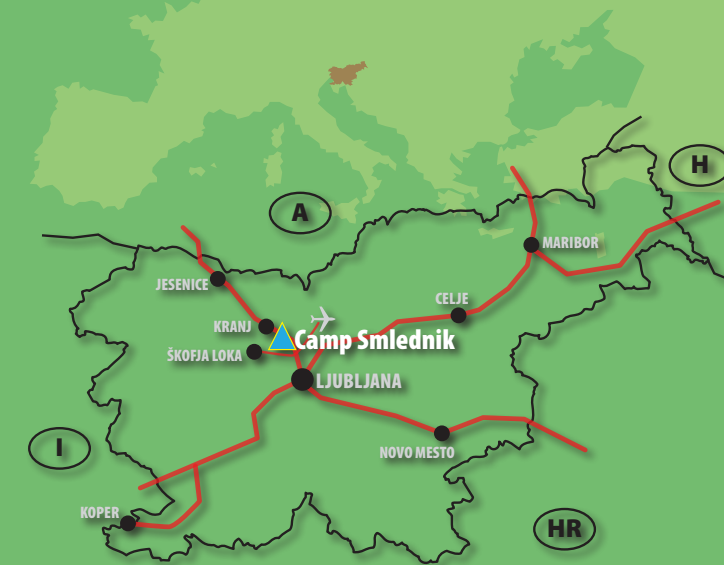 H
A
MARIBOR
JESENICE
CELJE
KRANJ
Camp Smlednik
ŠKOFJA LOKA
LJUBLJANA
I
NOVO MESTO
KOPER
HR